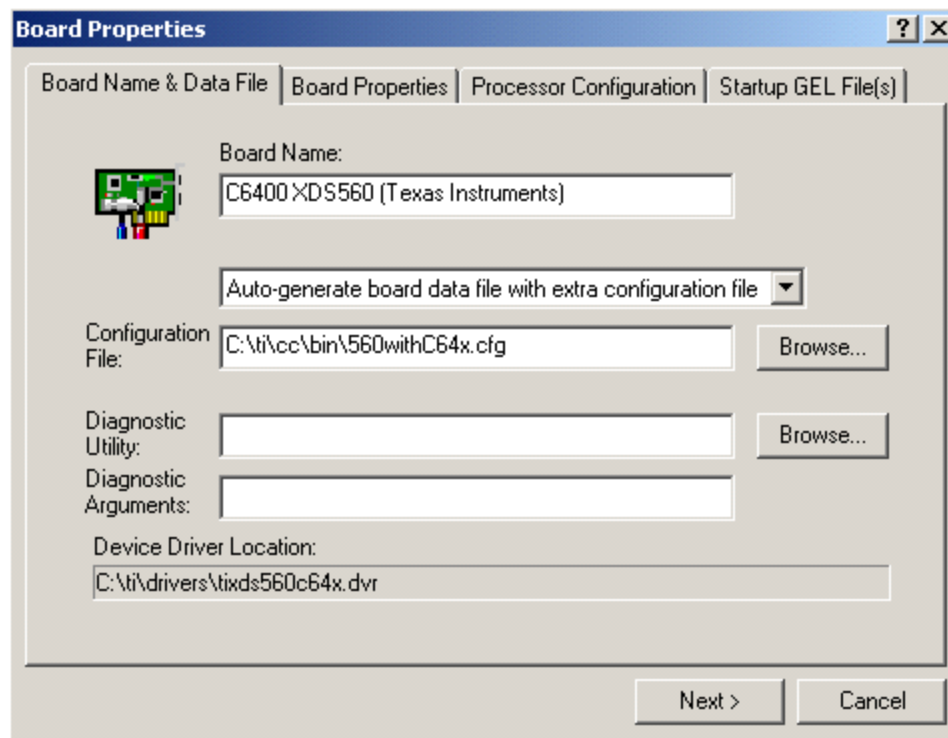 Board Properties
Board Name & Data File
Board Properties
Processor Configuration
Startup GEL File(s)
Board Name:
C6400 XDS560 (Texas Instruments)
Auto-generate board data file with extra configuration file
Configuration
File:
C:\ti\cc\bin\560withC64x.cfg
Browse...
Diagnostic
Utility:
Browse...
Diagnostic
Arguments:
Device Driver Location:
C:\ti\drivers\tixds560c64x.dvr
Next >
Cancel